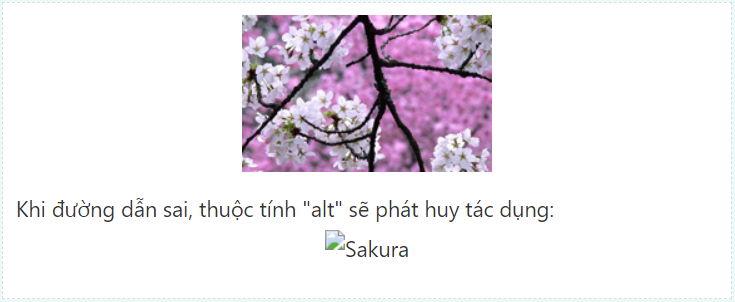 Khi đường dẫn sai, thuộc tính "alt" sẽ phát huy tác dụng:
Sakura